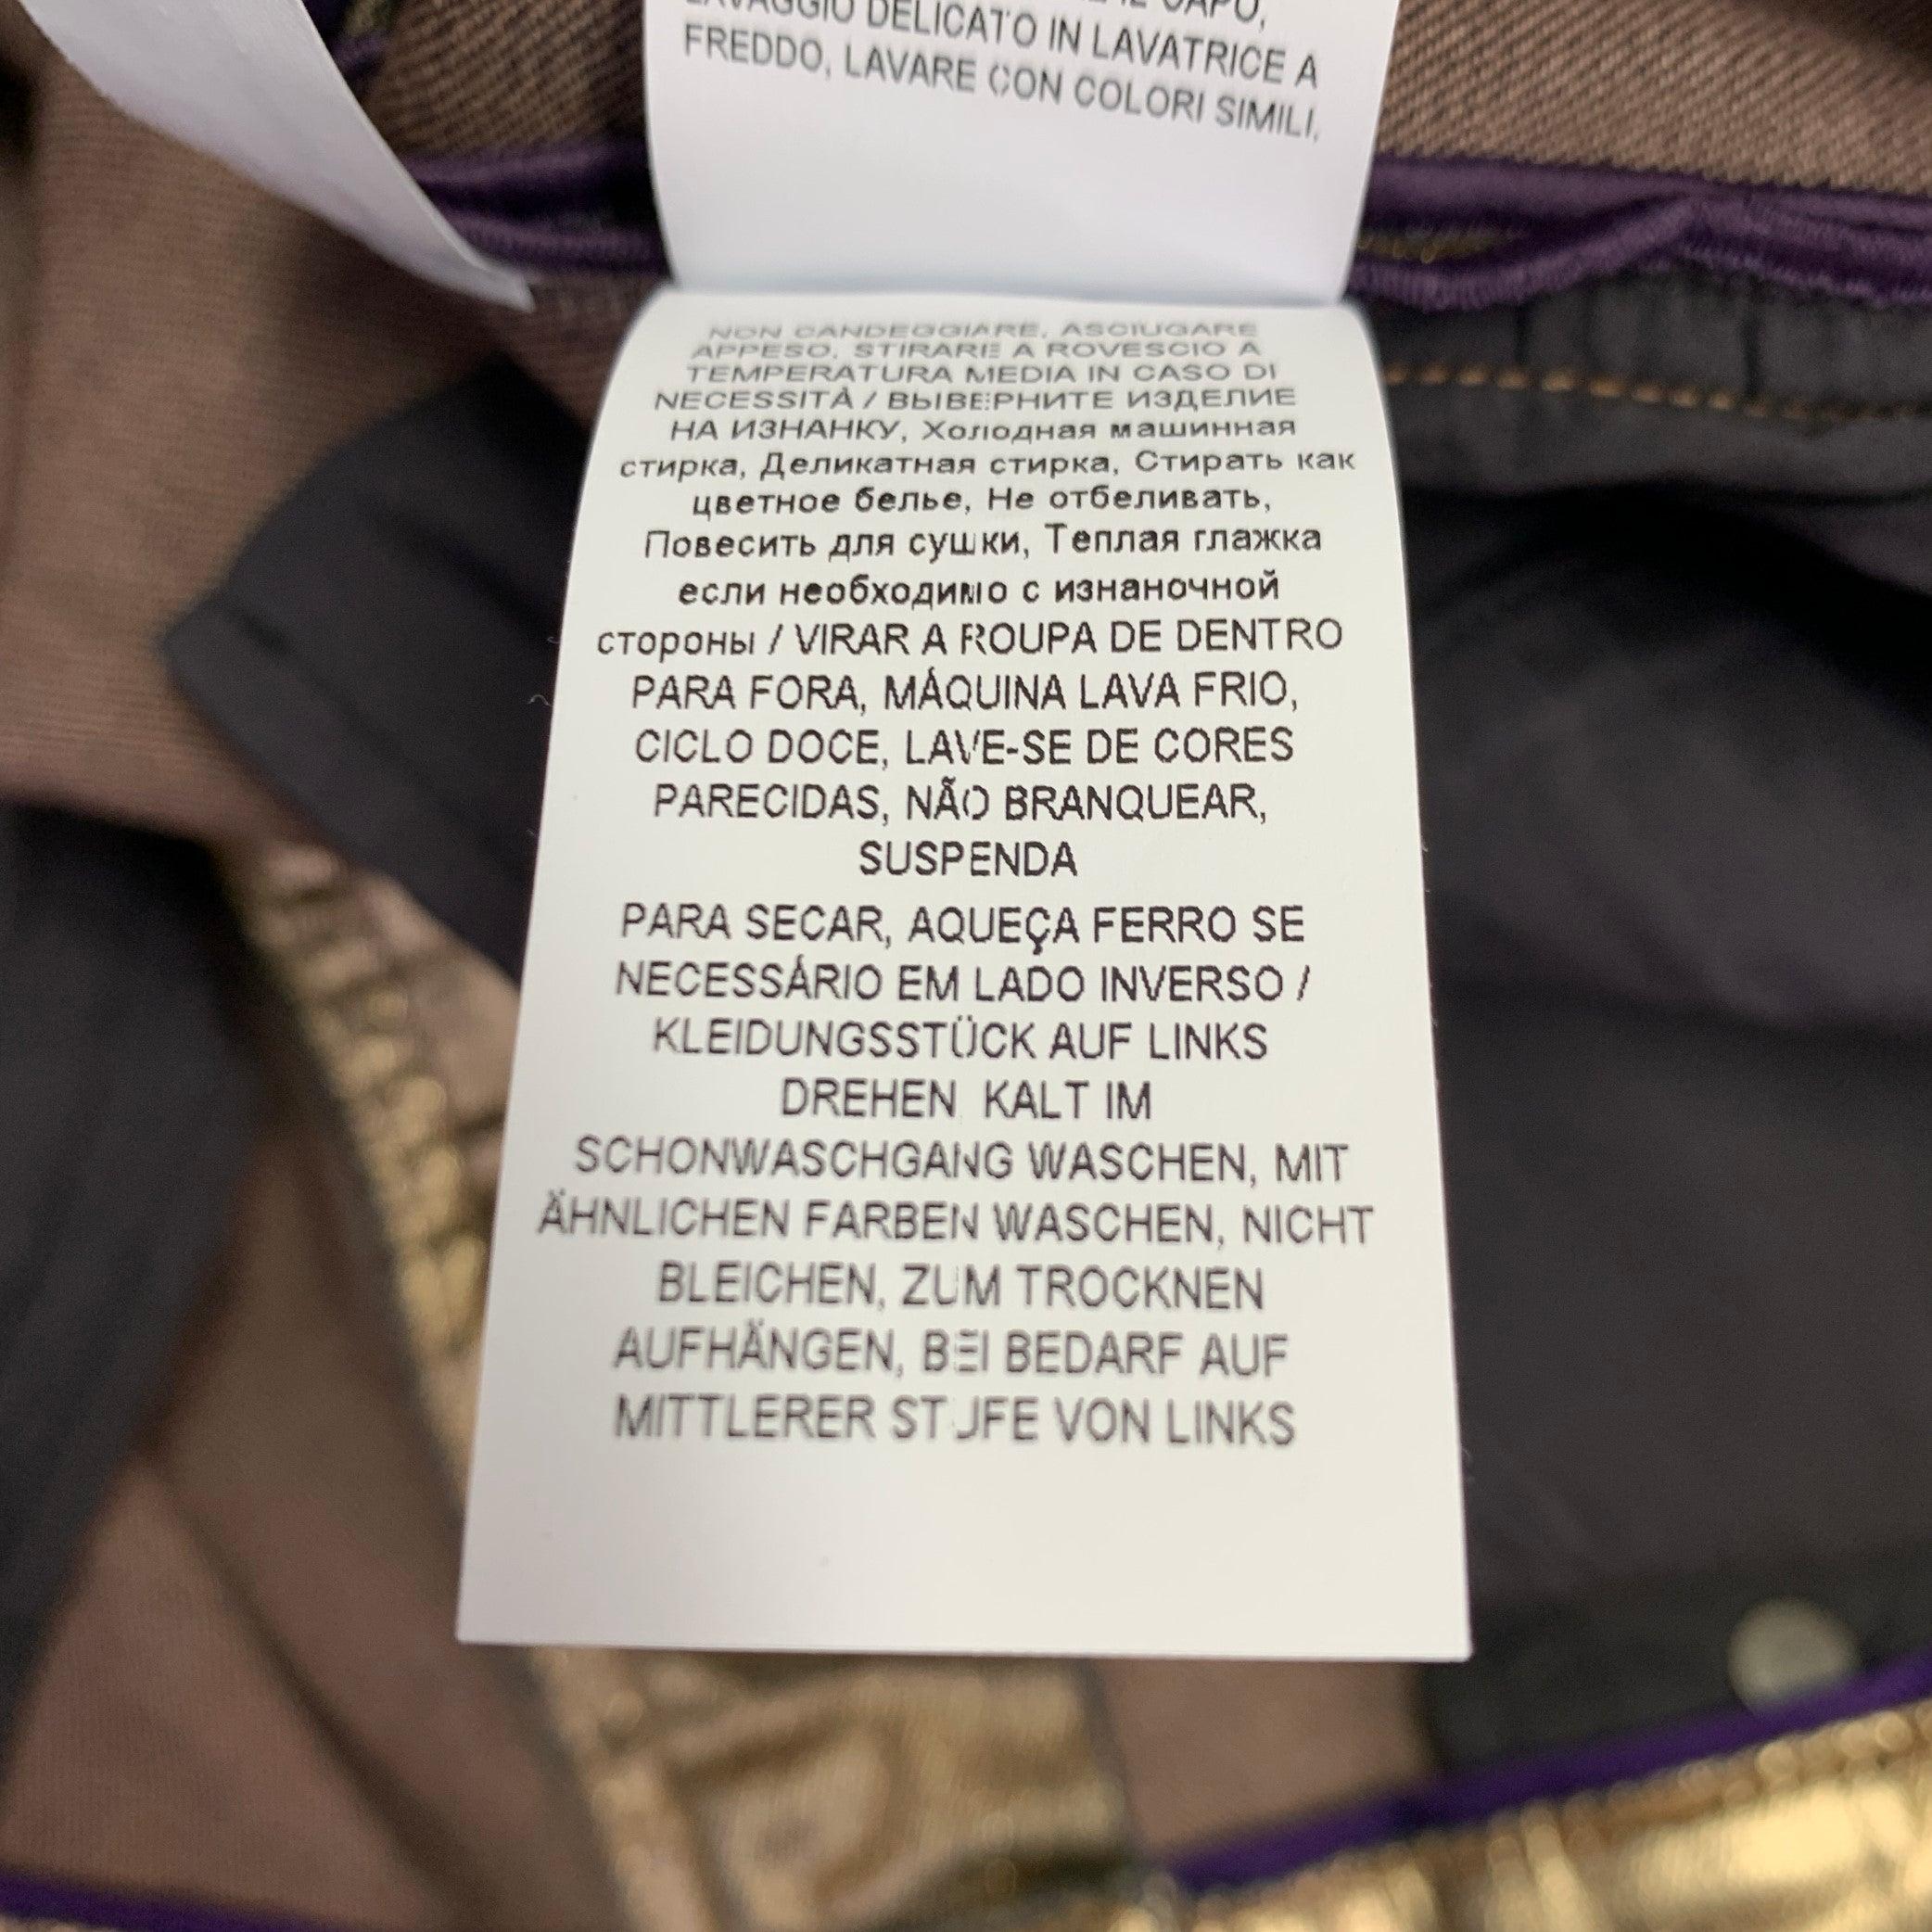 IL CAPO,
LAVAGGIO DELICATO IN LAVATRICE A
FREDDO, LAVARE CON COLORI SIMILI,
NON CANDEGGIARE, ASCIUGARE
APPESO, STIRARE A ROVESCIO A
TEMPERATURA MEDIA IN CASO DI
NECESSITÀ / ВЫВЕРНИТЕ ИЗДЕЛИЕ
НА ИЗНАНКУ, Холодная машинная
стирка, Деликатная стирка, Стирать как
цветное белье, Не отбеливать,
Повесить для сушки, Теплая глажка
если необходимо с изнаночной
стороны / VIRAR A ROUPA DE DENTRO
PARA FORA, MÁQUINA LAVA FRIO,
CICLO DOCE, LAVE-SE DE CORES
PARECIDAS, NÃO BRANQUEAR,
SUSPENDA
PARA SECAR, AQUEÇA FERRO SE
NECESSÁRIO EM LADO INVERSO /
KLEIDUNGSSTÜCK AUF LINKS
DREHEN KALT IM
SCHONWASCHGANG WASCHEN, MIT
ÄHNLICHEN FARBEN WASCHEN, NICHT
BLEICHEN, ZUM TROCKNEN
AUFHÄNGEN, BEI BEDARF AUF
MITTLERER STUFE VON LINKS